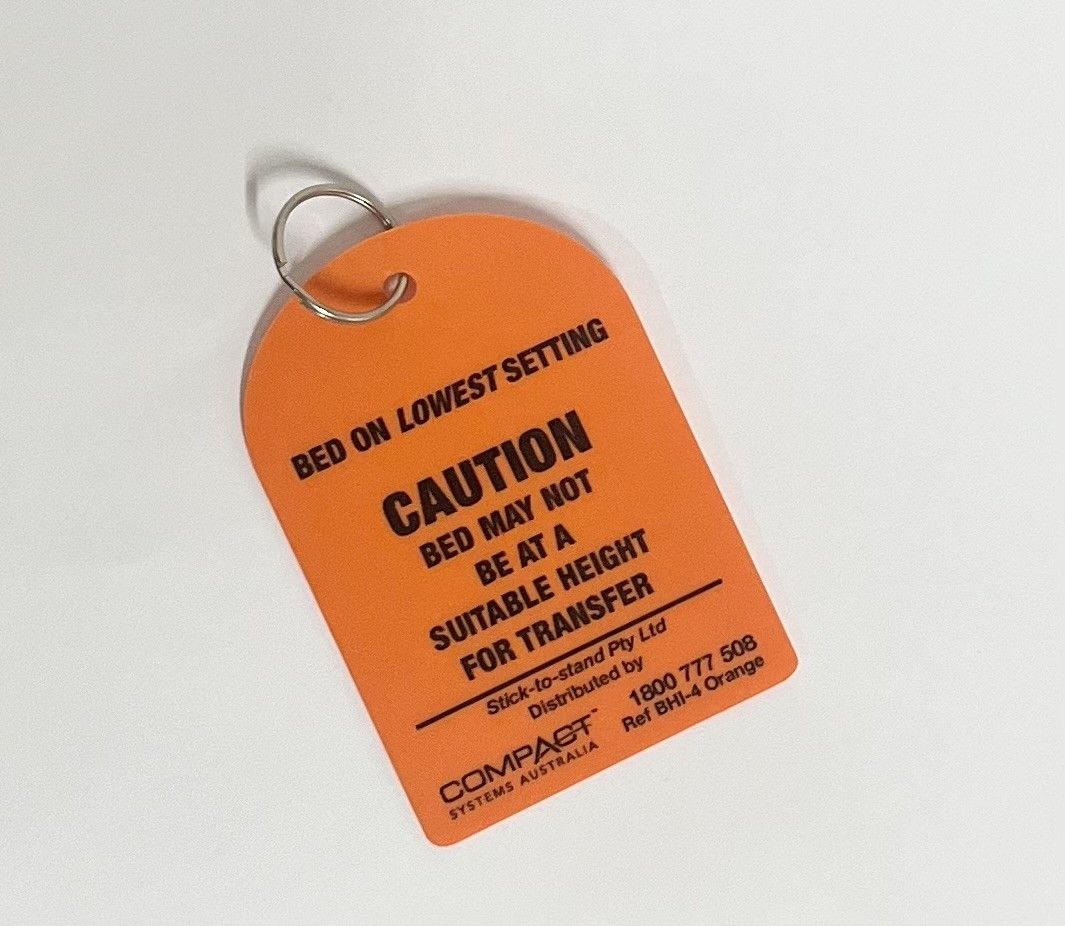 BED ON LOWEST SETTING
CAUTION
BED MAY NOT
BE AT A
SUITABLE HEIGHT
FOR TRANSFER
Stick-to-stand Pty Ltd
Distributed by
COMPACT™
SYSTEMS AUSTRALIA
1800 777 508
Ref BHI-4 Orange